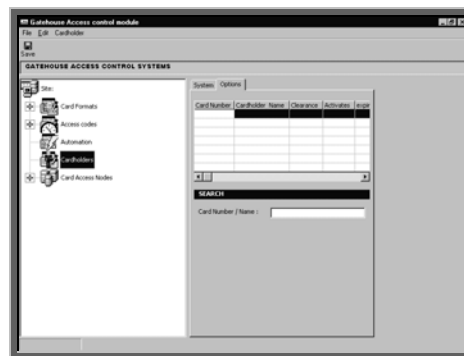 Gatehouse Access control module
File Edit Cardholder
Save
GATEHOUSE ACCESS CONTROL SYSTEMS
Site:
Card Formats
Access codes
Automation
Cardholders
Card Access Nodes
System Options
Card Number Cardholder Name Clearance Activates expir
SEARCH
Card Number / Name :